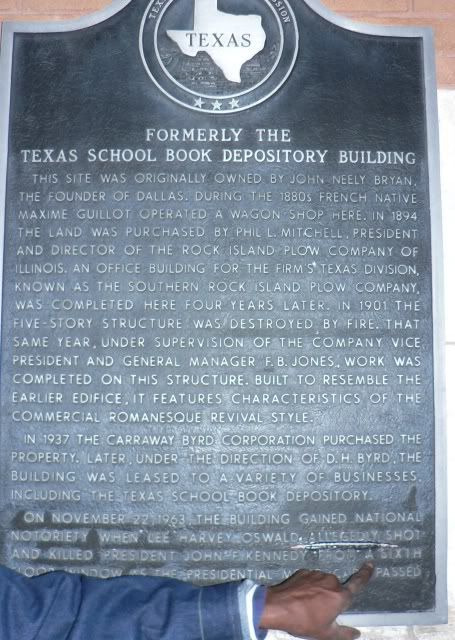 TEXAS
FORMERLY THE
TEXAS SCHOOL BOOK DEPOSITORY BUILDING
THIS SITE WAS ORIGINALLY OWNED BY JOHN NEELY BRYAN,
THE FOUNDER OF DALLAS. DURING THE 1880s FRENCH NATIVE
MAXIME GUILLOT OPERATED A WAGON SHOP HERE. IN 1894
THE LAND WAS PURCHASED BY PHIL L. MITCHELL, PRESIDENT
AND DIRECTOR OF THE ROCK ISLAND PLOW COMPANY OF
ILLINOIS. AN OFFICE BUILDING FOR THE FIRM'S TEXAS DIVISION,
KNOWN AS THE SOUTHERN ROCK ISLAND PLOW COMPANY,
WAS COMPLETED HERE FOUR YEARS LATER. IN 1901 THE
FIVE-STORY STRUCTURE WAS DESTROYED BY FIRE. THAT
SAME YEAR, UNDER SUPERVISION OF THE COMPANY VICE
PRESIDENT AND GENERAL MANAGER F. B. JONES, WORK WAS
COMPLETED ON THIS STRUCTURE. BUILT TO RESEMBLE THE
EARLIER EDIFICE, IT FEATURES CHARACTERISTICS OF THE
COMMERCIAL ROMANESQUE REVIVAL STYLE.
IN 1937 THE CARRAWAY BYRD CORPORATION PURCHASED THE
PROPERTY. LATER, UNDER THE DIRECTION OF D. H. BYRD, THE
BUILDING WAS LEASED TO A VARIETY OF BUSINESSES,
INCLUDING THE TEXAS SCHOOL BOOK DEPOSITORY.
ON NOVEMBER 22, 1963, THE BUILDING GAINED NATIONAL
NOTORIETY WHEN LEE HARVEY OSWALD ALLEGEDLY SHOT
AND KILLED PRESIDENT JOHN F. KENNEDY FROM A SIXTH
WINDOW AS THE PRESIDENTIAL PASSED